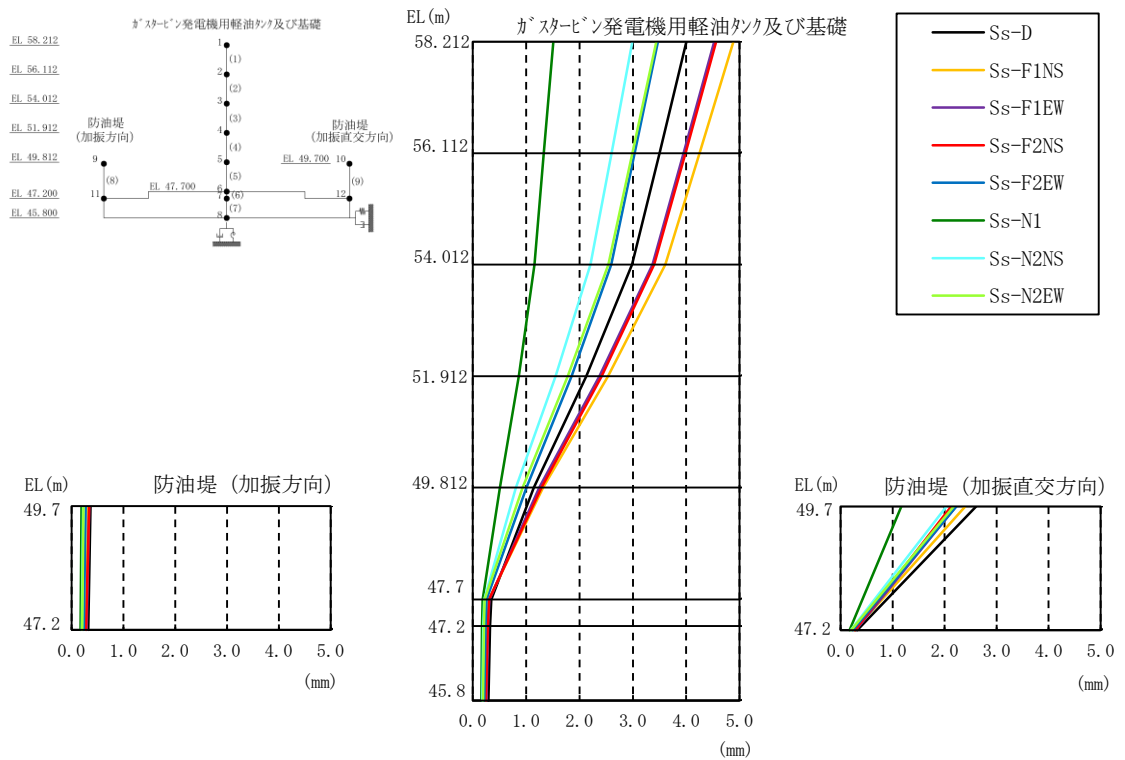 ｶﾞｽﾀｰﾋﾞﾝ発電機用軽油ﾀﾝｸ及び基礎
EL 58.212
EL 56.112
EL 54.012
EL 51.912
EL 49.812
EL 47.200
EL 45.800
1
(1)
2
(2)
3
(3)
4
(4)
5
(5)
6
(6)
7
(7)
8
防油堤
(加振方向)
9
(8)
11
EL 47.700
防油堤
(加振直交方向)
EL 49.700
10
(9)
12
EL(m)
ｶﾞｽﾀｰﾋﾞﾝ発電機用軽油ﾀﾝｸ及び基礎
58.212
56.112
54.012
51.912
49.812
47.7
47.2
45.8
0.0 1.0 2.0 3.0 4.0 5.0
(mm)
Ss-D
Ss-F1NS
Ss-F1EW
Ss-F2NS
Ss-F2EW
Ss-N1
Ss-N2NS
Ss-N2EW
EL(m)
防油堤 (加振方向)
49.7
47.2
0.0 1.0 2.0 3.0 4.0 5.0
(mm)
EL(m)
防油堤 (加振直交方向)
49.7
47.2
0.0 1.0 2.0 3.0 4.0 5.0
(mm)